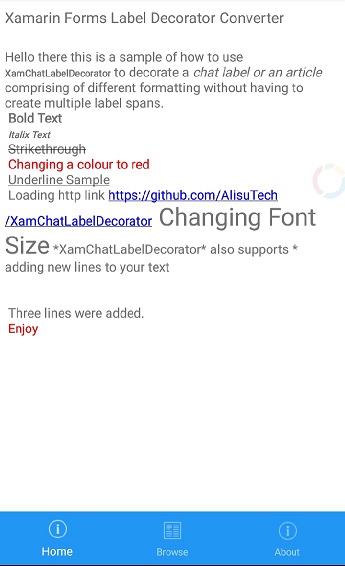 Xamarin Forms Label Decorator Converter
Hello there this is a sample of how to use
XamChatLabelDecorator to decorate a chat label or an article
comprising of different formatting without having to
create multiple label spans.
Bold Text
Italix Text
Strikethrough
Changing a colour to red
Underline Sample
Loading http link https://github.com/AlisuTech
/XamChatLabelDecorator Changing Font
Size *XamChatLabelDecorator* also supports *
adding new lines to your text
Three lines were added.
Enjoy
Home Browse About